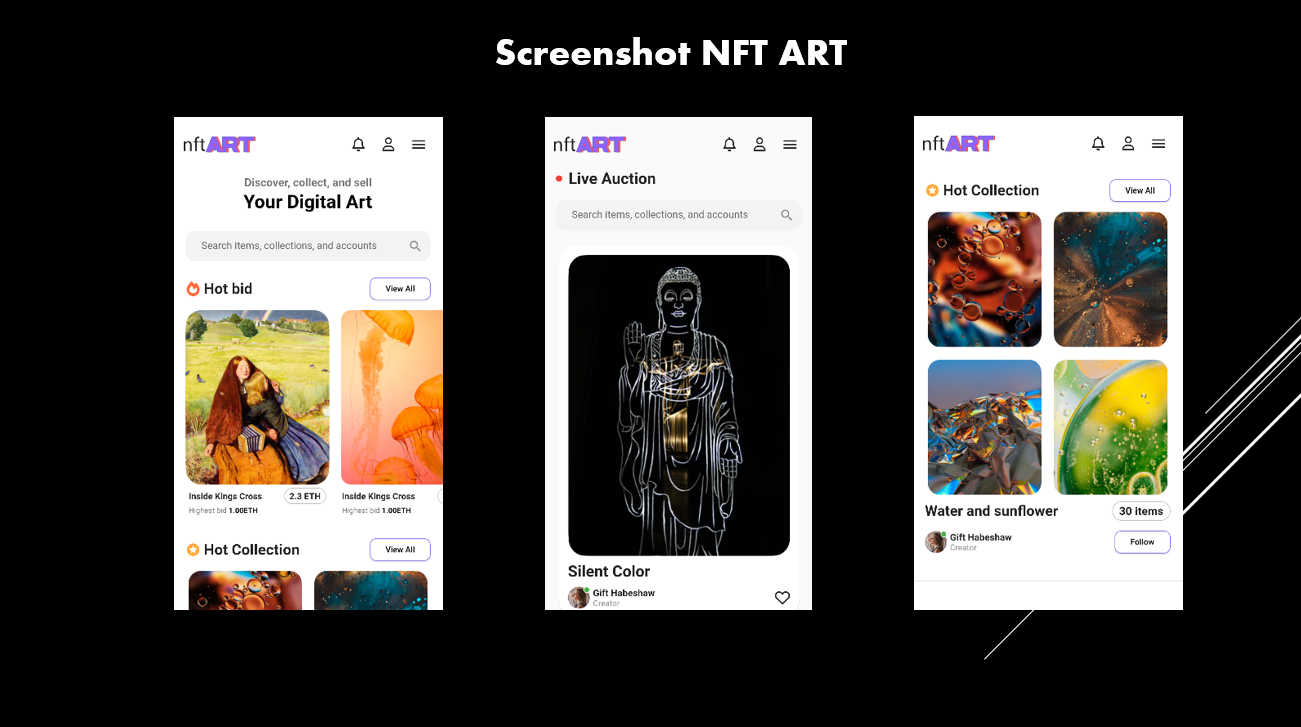 Screenshot NFT ART
nftART
Discover, collect, and sell
Your Digital Art
Search items, collections, and accounts
Hot bid
View All
Inside Kings Cross
2.3 ETH
Highest bid 1.00ETH
Inside Kings Cross
Highest bid 1.00ETH
Hot Collection
View All
nftART
Live Auction
Search items, collections, and accounts
Silent Color
Gift Habeshaw
Creator
nftART
Hot Collection
View All
Water and sunflower
30 items
Gift Habeshaw
Creator
Follow